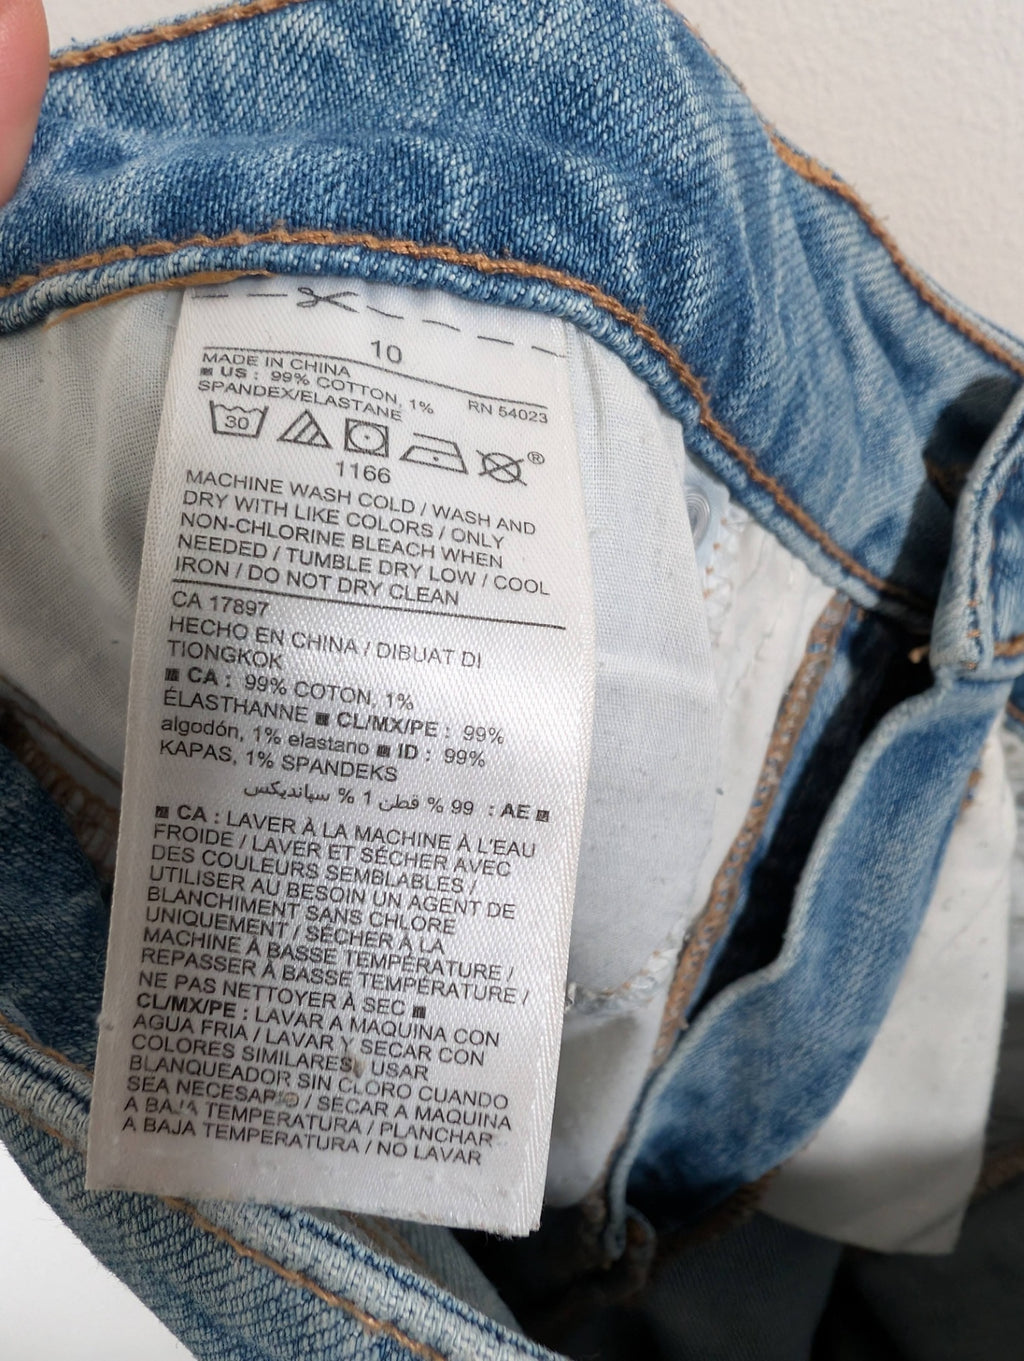 10
MADE IN CHINA
US : 99% COTTON, 1%
SPANDEX/ELASTANE
RN 54023
30
®
1166
MACHINE WASH COLD / WASH AND
DRY WITH LIKE COLORS / ONLY
NON-CHLORINE BLEACH WHEN
NEEDED / TUMBLE DRY LOW / COOL
IRON / DO NOT DRY CLEAN
CA 17897
HECHO EN CHINA / DIBUAT DI
TIONGKOK
CA : 99% COTON, 1%
ÉLASTHANNE CL/MX/PE : 99%
algodón, 1% elastano ID : 99%
KAPAS, 1% SPANDEKS
AE : 99 % قطن 1 % سپانديكس
CA : LAVER À LA MACHINE À L'EAU
FROIDE / LAVER ET SÉCHER AVEC
DES COULEURS SEMBLABLES /
UTILISER AU BESOIN UN AGENT DE
BLANCHIMENT SANS CHLORE
UNIQUEMENT / SÉCHER À LA
MACHINE À BASSE TEMPÉRATURE /
REPASSER À BASSE TEMPÉRATURE /
NE PAS NETTOYER À SEC
CL/MX/PE : LAVAR A MAQUINA CON
AGUA FRIA / LAVAR Y SECAR CON
COLORES SIMILARES, USAR
BLANQUEADOR SIN CLORO CUANDO
SEA NECESARIO / SECAR A MAQUINA
A BAJA TEMPERATURA / PLANCHAR
A BAJA TEMPERATURA / NO LAVAR